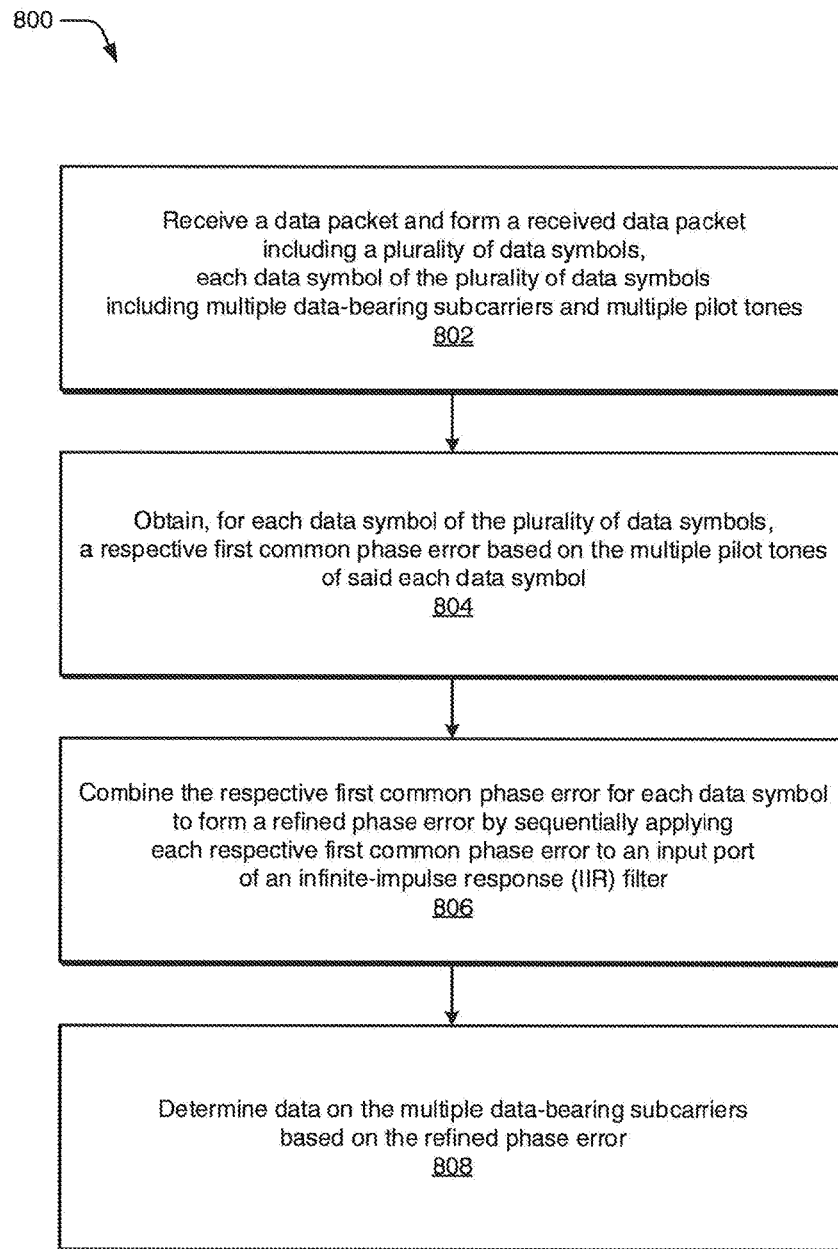 800
Receive a data packet and form a received data packet
including a plurality of data symbols,
each data symbol of the plurality of data symbols
including multiple data-bearing subcarriers and multiple pilot tones
802
Obtain, for each data symbol of the plurality of data symbols,
a respective first common phase error based on the multiple pilot tones
of said each data symbol
804
Combine the respective first common phase error for each data symbol
to form a refined phase error by sequentially applying
each respective first common phase error to an input port
of an infinite-impulse response (IIR) filter
806
Determine data on the multiple data-bearing subcarriers
based on the refined phase error
808